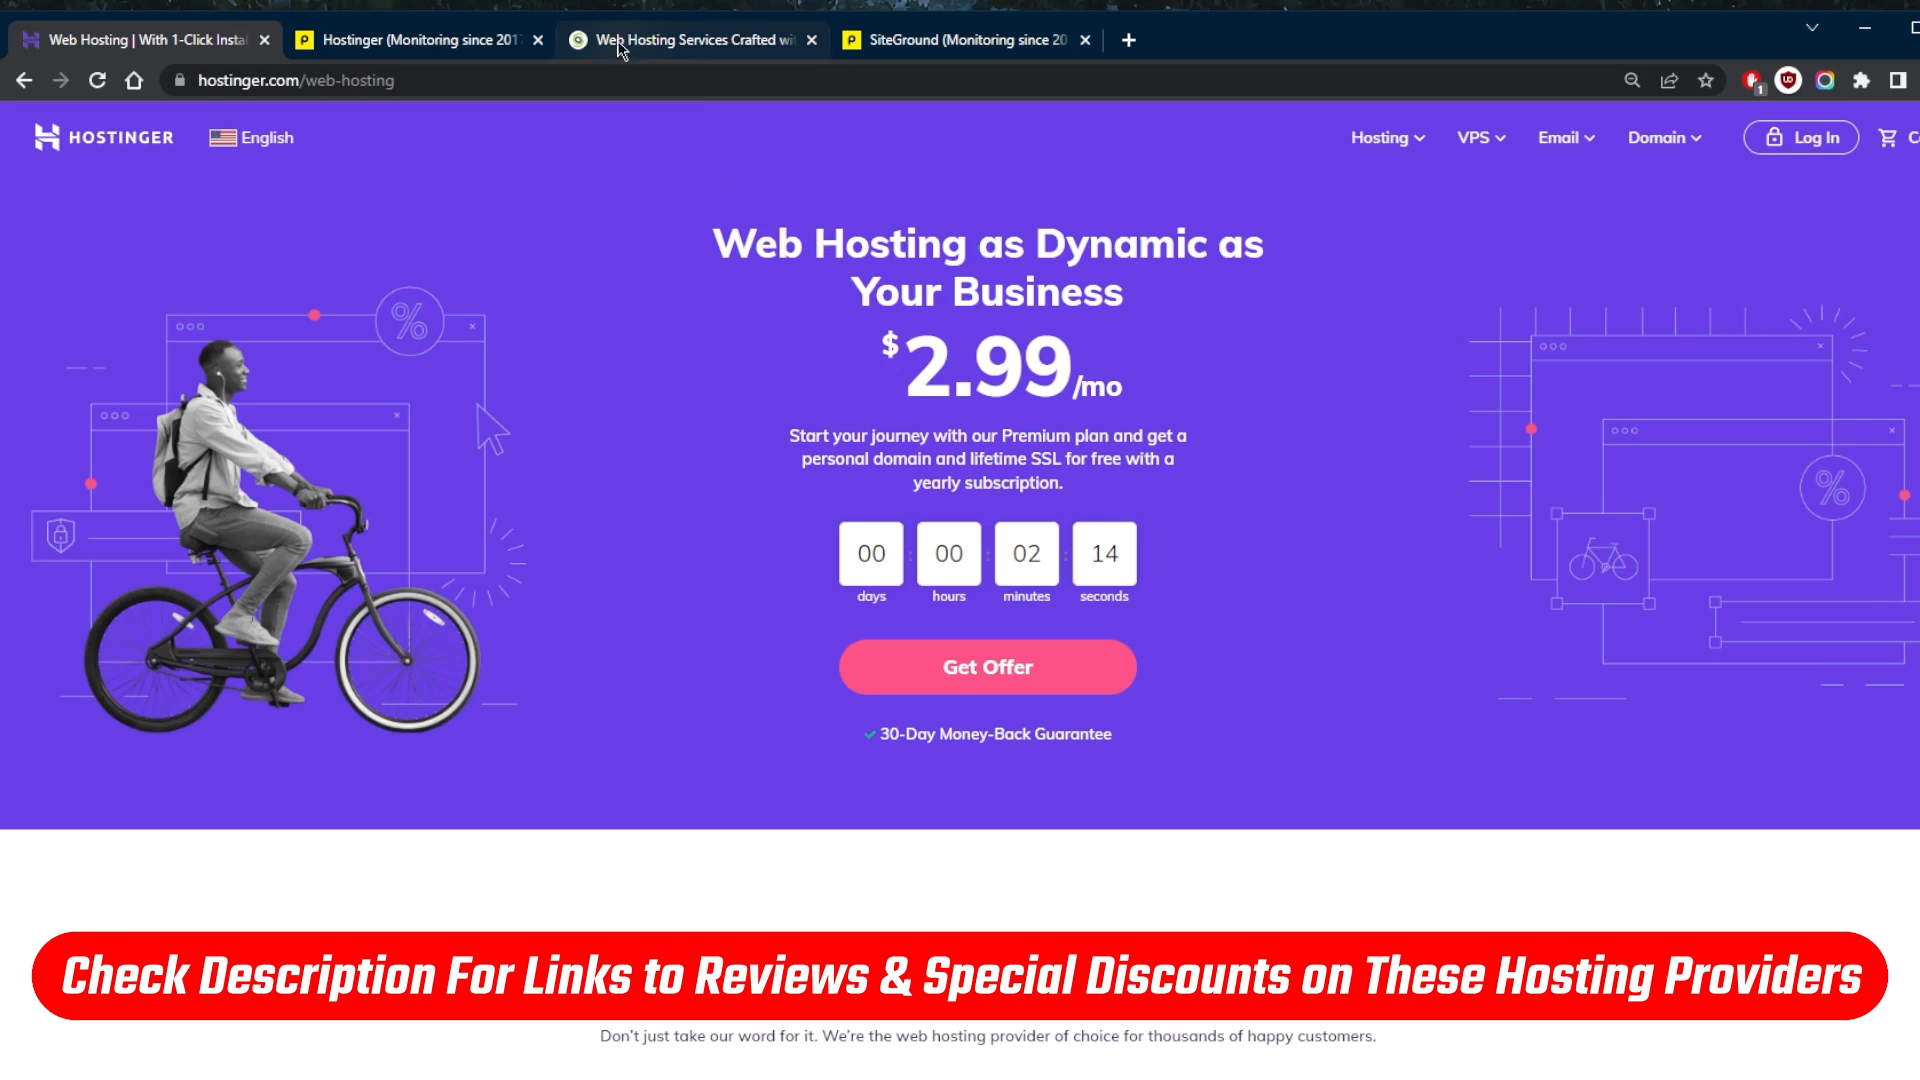 Web Hosting | With 1-Click Insta
Hostinger (Monitoring since 201
Web Hosting Services Crafted wi
SiteGround (Monitoring since 20
hostinger.com/web-hosting
1
HOSTINGER
English
Hosting
VPS
Email
Domain
Log In
Web Hosting as Dynamic as
Your Business
$2.99/mo
Start your journey with our Premium plan and get a
personal domain and lifetime SSL for free with a
yearly subscription.
00 : 00 : 02 : 14
days hours minutes seconds
Get Offer
30-Day Money-Back Guarantee
Check Description For Links to Reviews & Special Discounts on These Hosting Providers
Don't just take our word for it. We're the web hosting provider of choice for thousands of happy customers.